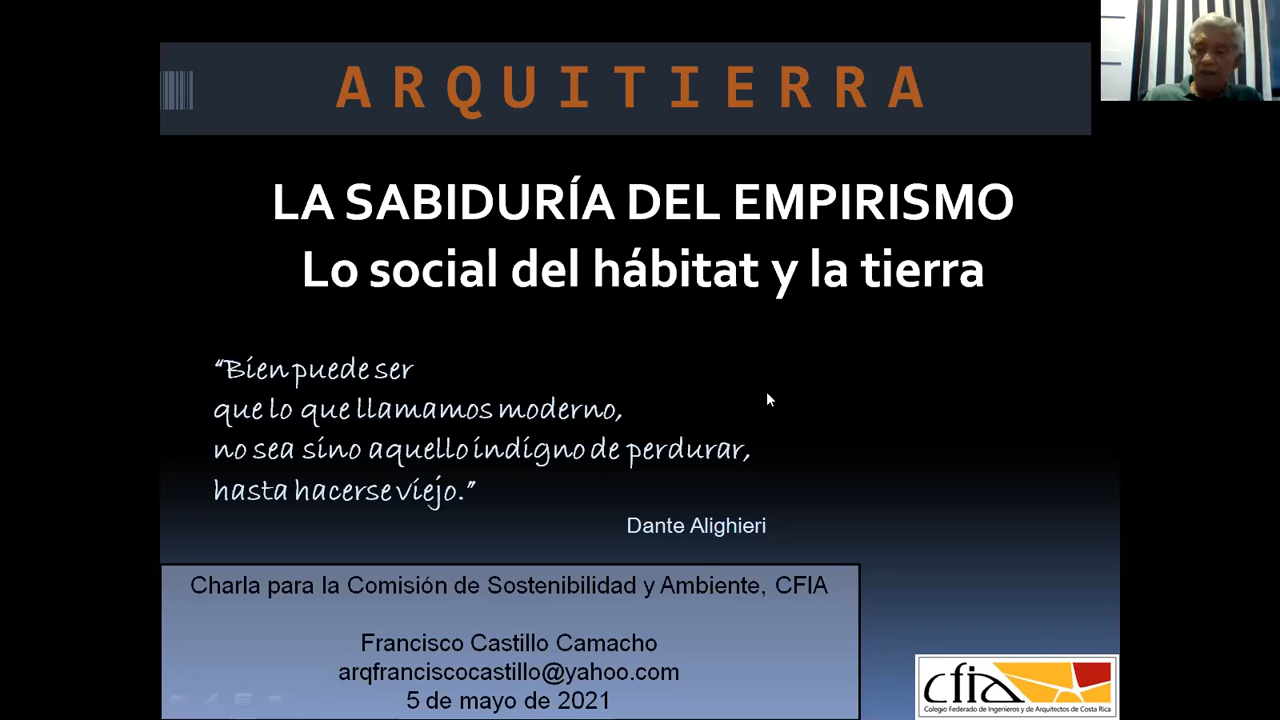 ARQUITIERRA
LA SABIDURÍA DEL EMPIRISMO
Lo social del hábitat y la tierra
“Bien puede ser
que lo que llamamos moderno,
no sea sino aquello indigno de perdurar,
hasta hacerse viejo.”
Dante Alighieri
Charla para la Comisión de Sostenibilidad y Ambiente, CFIA
Francisco Castillo Camacho
arqfranciscocastillo@yahoo.com
5 de mayo de 2021
cfia
Colegio Federado de Ingenieros y de Arquitectos de Costa Rica